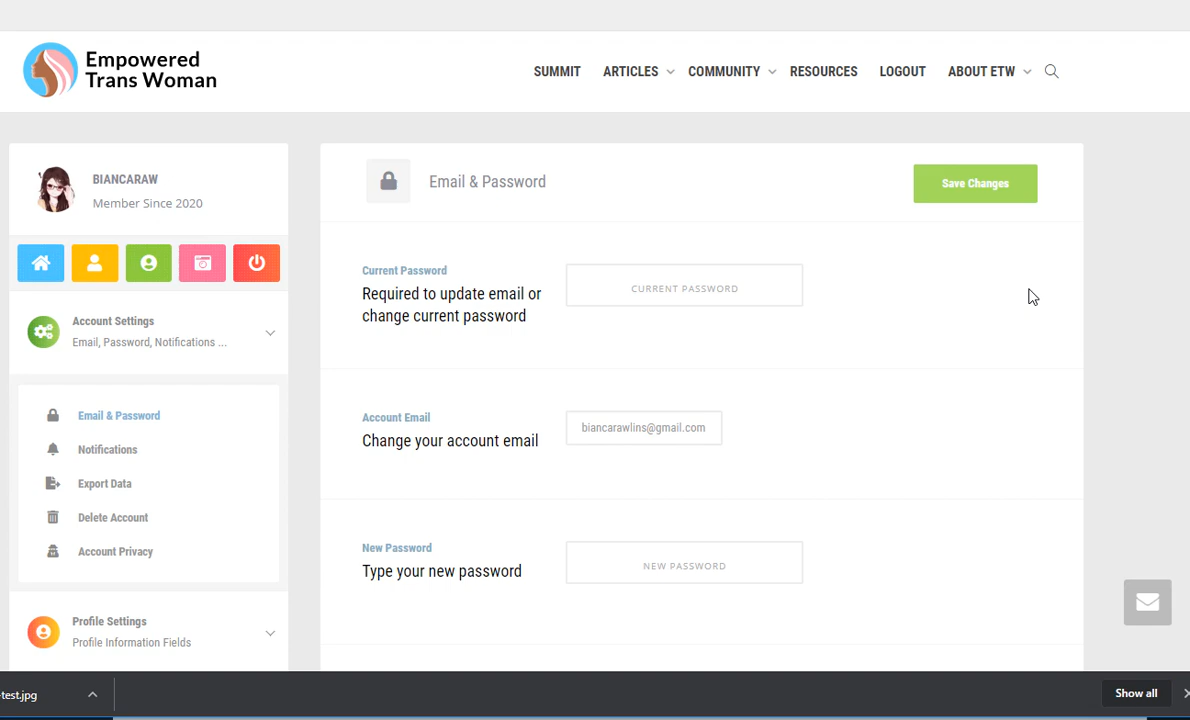 Empowered
Trans Woman
SUMMIT ARTICLES COMMUNITY RESOURCES LOGOUT ABOUT ETW
BIANCARAW
Member Since 2020
Account Settings
Email, Password, Notifications ...
Email & Password
Notifications
Export Data
Delete Account
Account Privacy
Profile Settings
Profile Information Fields
Email & Password
Save Changes
Current Password
Required to update email or
change current password
CURRENT PASSWORD
Account Email
Change your account email
biancarawlins@gmail.com
New Password
Type your new password
NEW PASSWORD
-test.jpg
Show all